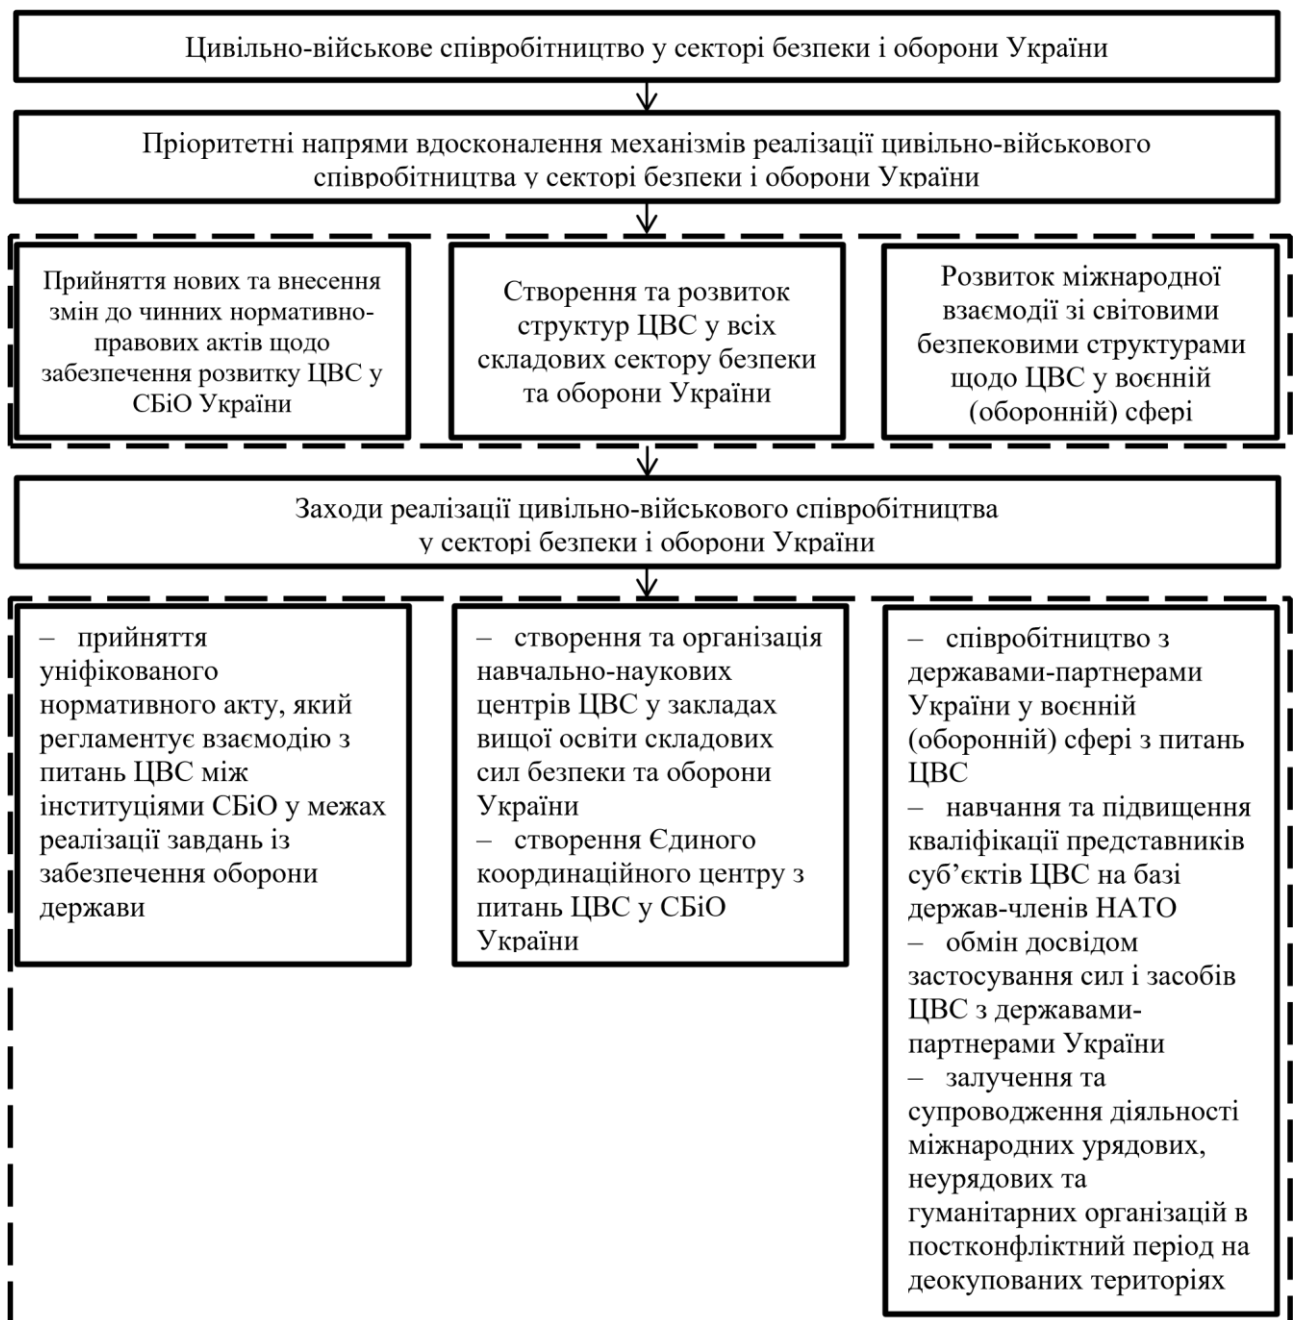 Цивільно-військове співробітництво у секторі безпеки і оборони України
Пріоритетні напрями вдосконалення механізмів реалізації цивільно-військового
співробітництва у секторі безпеки і оборони України
Прийняття нових та внесення
змін до чинних нормативно-
правових актів щодо
забезпечення розвитку ЦВС у
СБіО України
Створення та розвиток
структур ЦВС у всіх
складових сектору безпеки
та оборони України
Розвиток міжнародної
взаємодії зі світовими
безпековими структурами
щодо ЦВС у воєнній
(оборонній) сфері
Заходи реалізації цивільно-військового співробітництва
у секторі безпеки і оборони України
– прийняття
уніфікованого
нормативного акту, який
регламентує взаємодію з
питань ЦВС між
інституціями СБіО у межах
реалізації завдань із
забезпечення оборони
держави
– створення та організація
навчально-наукових
центрів ЦВС у закладах
вищої освіти складових
сил безпеки та оборони
України
– створення Єдиного
координаційного центру з
питань ЦВС у СБіО
України
– співробітництво з
державами-партнерами
України у воєнній
(оборонній) сфері з питань
ЦВС
– навчання та підвищення
кваліфікації представників
суб’єктів ЦВС на базі
держав-членів НАТО
– обмін досвідом
застосування сил і засобів
ЦВС з державами-
партнерами України
– залучення та
супроводження діяльності
міжнародних урядових,
неурядових та
гуманітарних організацій в
постконфліктний період на
деокупованих територіях